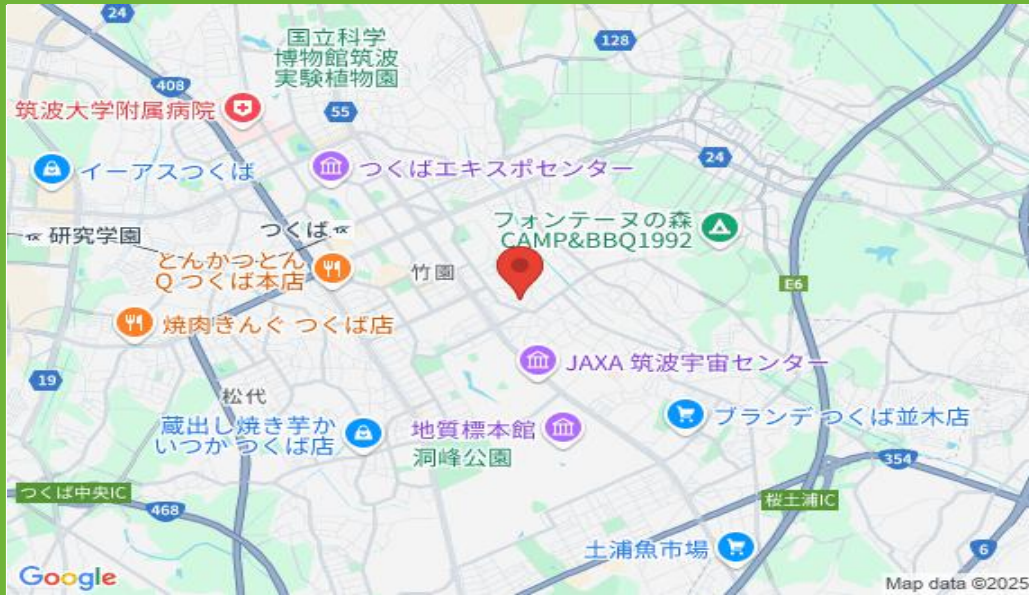 24
国立科学
博物館筑波
実験植物園
128
408
筑波大学附属病院
55
イーアスつくば
つくばエキスポセンター
24
フォンテーヌの森
CAMP&BBQ1992
研究学園
つくば
とんかつとん
Q つくば本店
竹園
E6
焼肉きんぐ つくば店
JAXA 筑波宇宙センター
19
松代
蔵出し焼き芋か
いつか つくば店
地質標本館
洞峰公園
ブランデ つくば並木店
354
つくば中央IC
468
桜土浦IC
土浦魚市場
6
Google
Map data ©2025